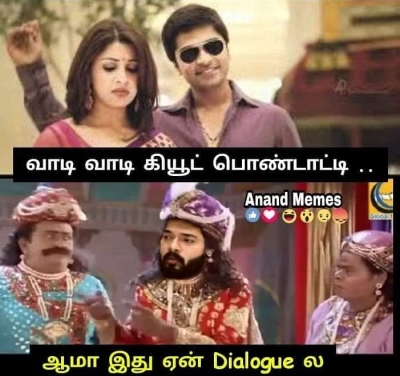 வாடி வாடி கியூட் பொண்டாட்டி ..
Anand Memes
ஆமா இது ஏன் Dialogue ல